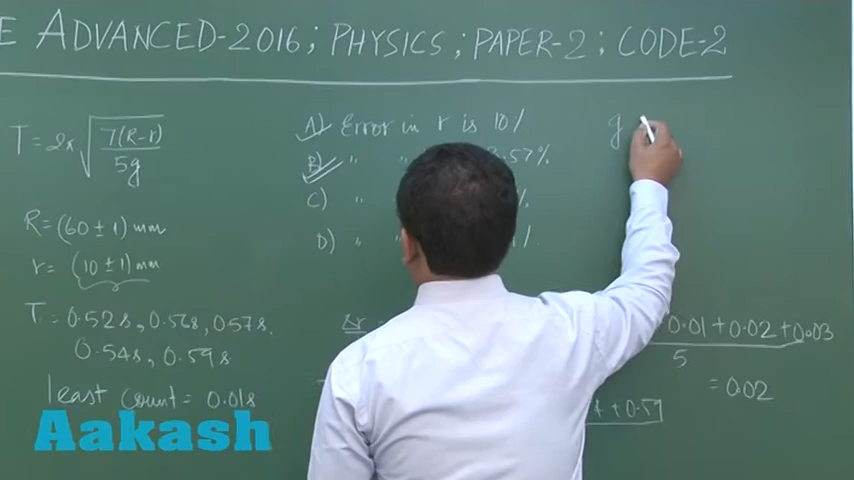 E ADVANCED-2016; PHYSICS; PAPER-2; CODE-2
T = 2π √ 7(R-r) / 5g
R = (60 ± 1) mm
r = (10 ± 1) mm
T = 0.52s, 0.56s, 0.57s.
0.54s, 0.59s
least count = 0.01s
A) Error in r is 10%
B) " " 3.57%
C) " %
D) " " %
g
Δr =
0.01 + 0.02 + 0.03
5
= 0.02
+ 0.59
Aakash